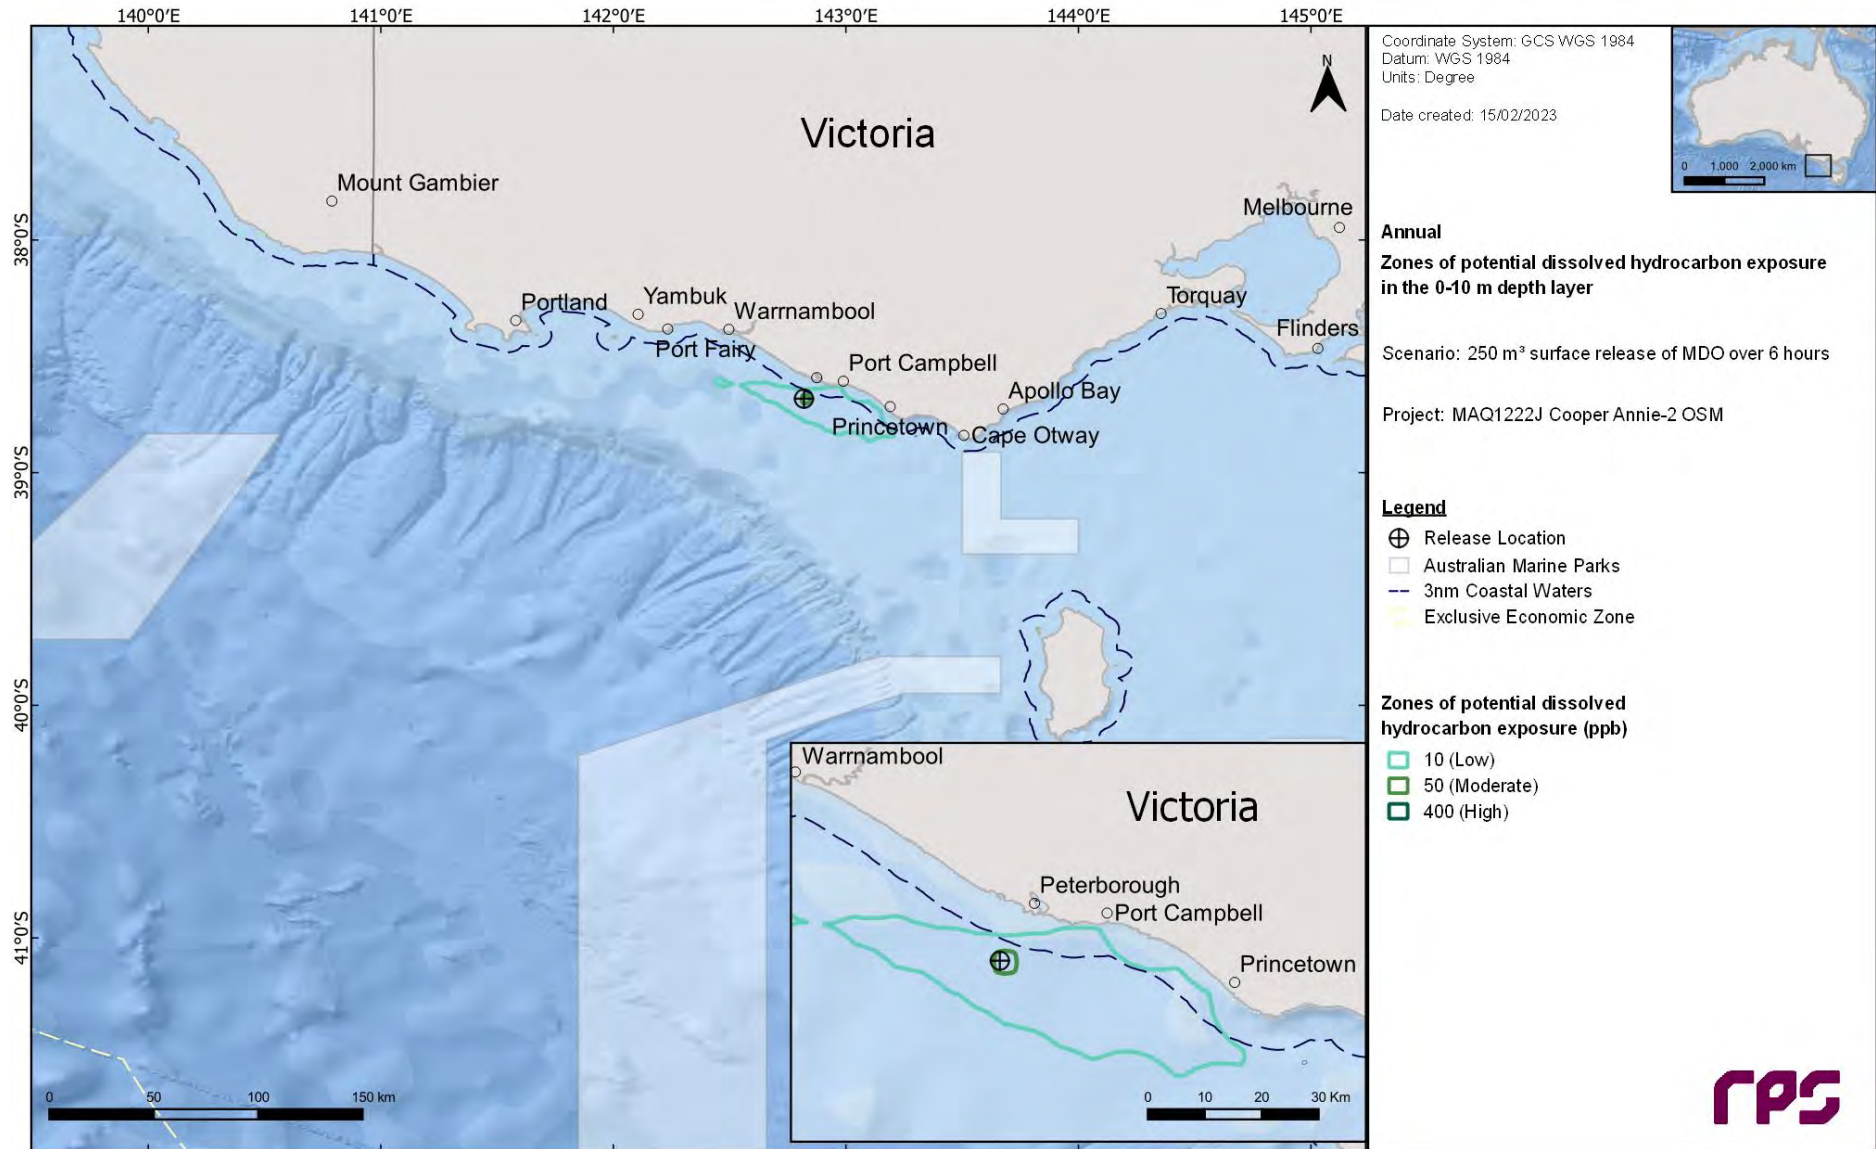 140°0'E 141°0'E 142°0'E 143°0'E 144°0'E 145°0'E
38°0'S
39°0'S
40°0'S
41°0'S
N
Victoria
Mount Gambier
Melbourne
Portland
Yambuk
Warrnambool
Torquay
Flinders
Port Fairy
Port Campbell
Apollo Bay
Princetown
Cape Otway
0 50 100 150 km
Warrnambool
Victoria
Peterborough
Port Campbell
Princetown
0 10 20 30 Km
Coordinate System: GCS WGS 1984
Datum: WGS 1984
Units: Degree
Date created: 15/02/2023
0 1,000 2,000 km
Annual
Zones of potential dissolved hydrocarbon exposure
in the 0-10 m depth layer
Scenario: 250 m³ surface release of MDO over 6 hours
Project: MAQ1222J Cooper Annie-2 OSM
Legend
Release Location
Australian Marine Parks
3nm Coastal Waters
Exclusive Economic Zone
Zones of potential dissolved
hydrocarbon exposure (ppb)
10 (Low)
50 (Moderate)
400 (High)
rps